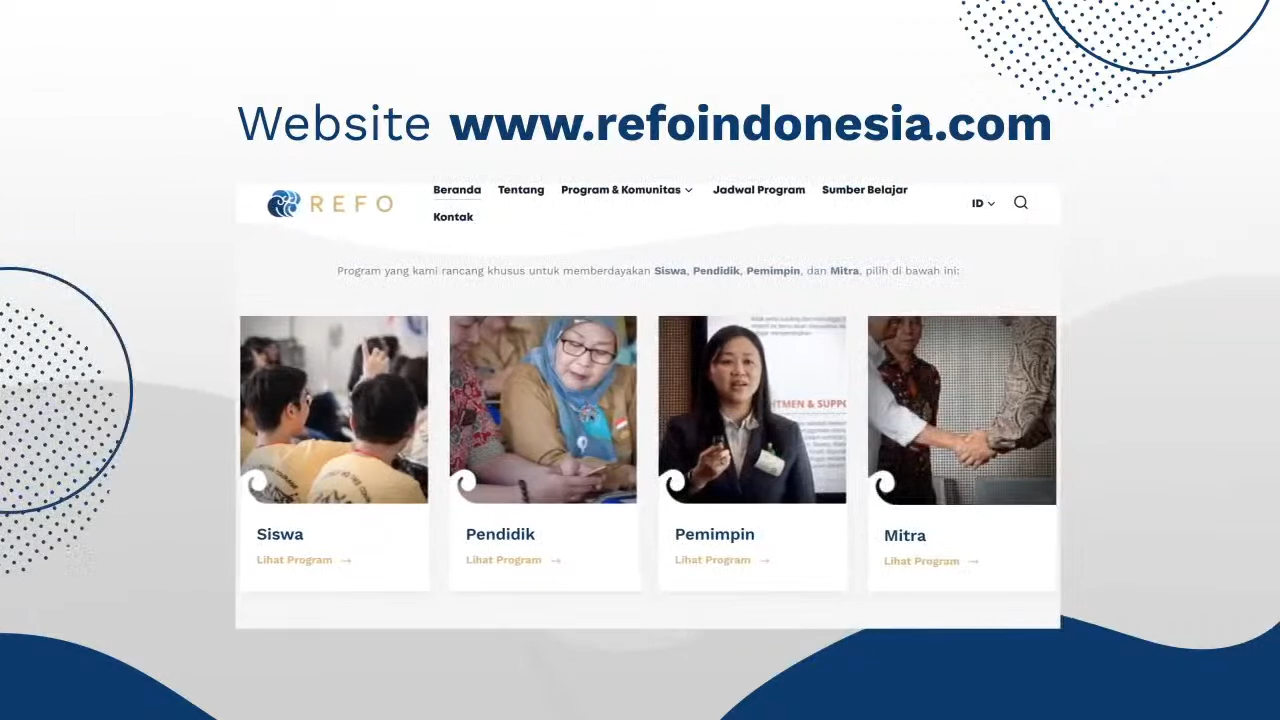 Website www.refoindonesia.com
REFO
Beranda Tentang Program & Komunitas Jadwal Program Sumber Belajar
Kontak
ID
Program yang kami rancang khusus untuk memberdayakan Siswa, Pendidik, Pemimpin, dan Mitra, pilih di bawah ini:
TMEN & SUPPO
Siswa
Lihat Program →
Pendidik
Lihat Program →
Pemimpin
Lihat Program →
Mitra
Lihat Program →